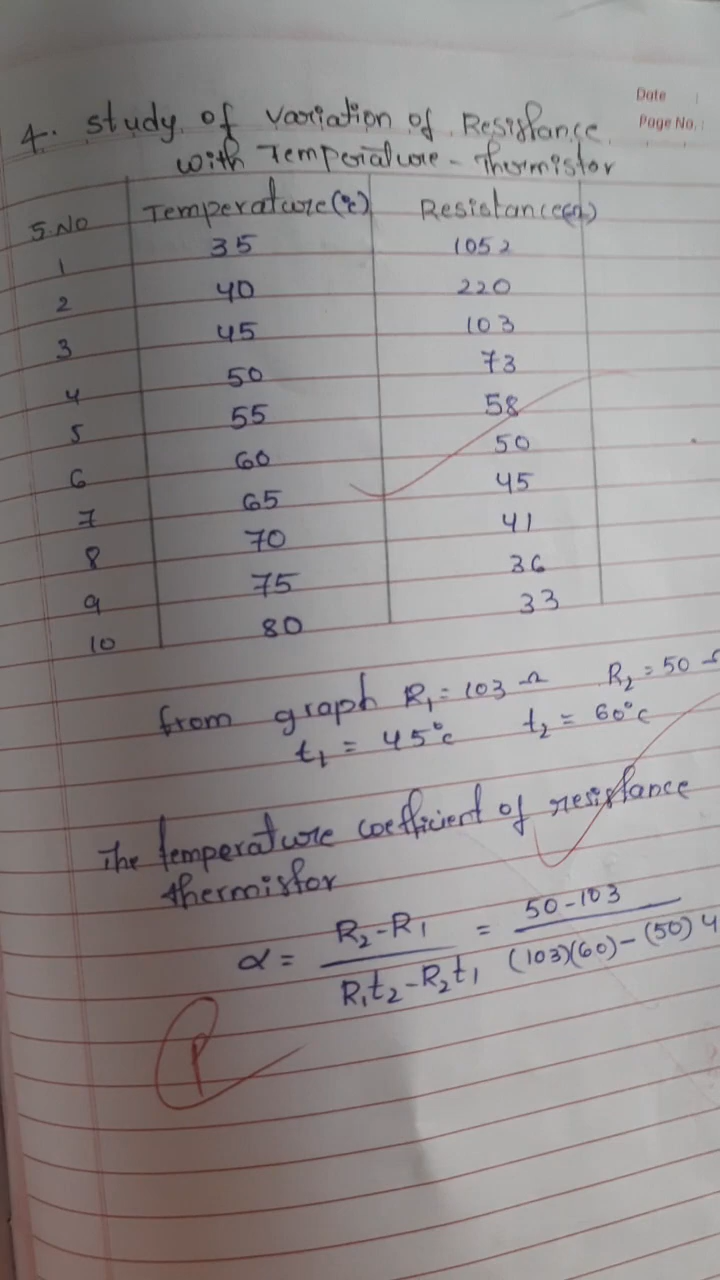 Date
Page No.:
4. Study of Variation of Resistance
with Temperature - Thermistor
S.NO Temperature(°c) Resistance(Ω)
1 35 1052
2 40 220
3 45 103
4 50 73
5 55 58
6 60 50
7 65 45
8 70 41
9 75 36
10 80 33
from graph R₁ = 103 Ω R₂ = 50 Ω
t₁ = 45°c t₂ = 60°c
The temperature coefficient of resistance
thermistor
α = R₂-R₁ / R₁t₂-R₂t₁ = 50-103 / (103)(60)-(50)4